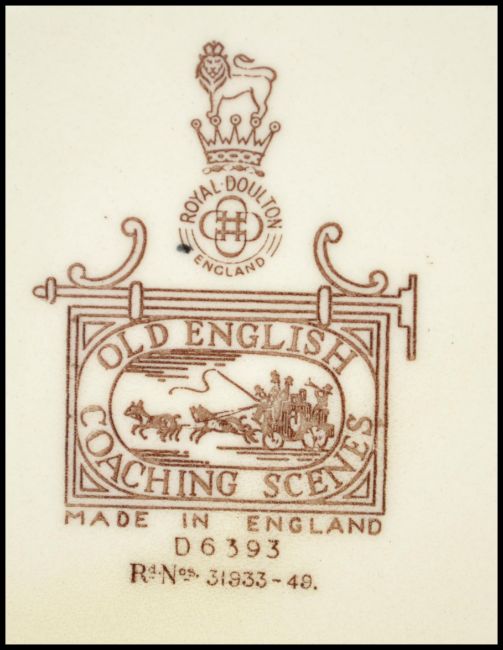 ROYAL·DOULTON
ENGLAND
OLD ENGLISH
COACHING SCENES
MADE IN ENGLAND
D6393
Rd. Nos. 31933-49.